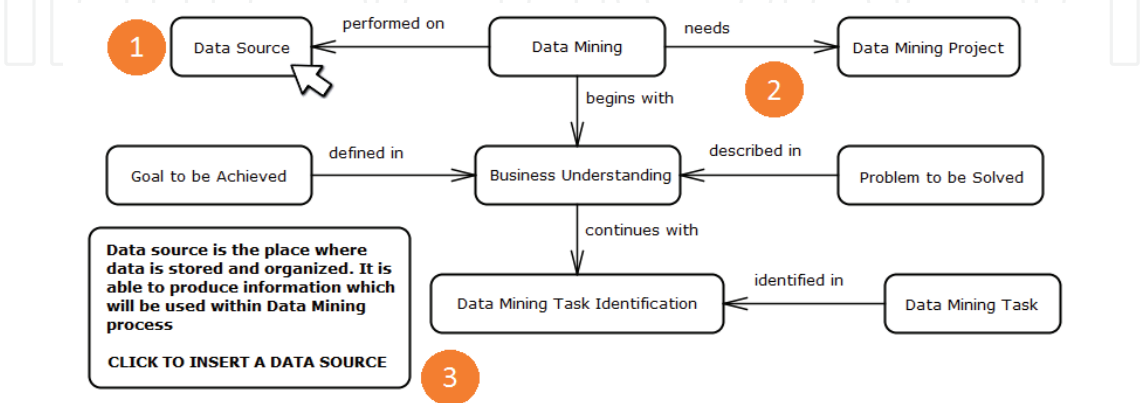 performed on
needs
1
Data Source
Data Mining
Data Mining Project
2
begins with
defined in
described in
Goal to be Achieved
Business Understanding
Problem to be Solved
continues with
Data source is the place where
data is stored and organized. It is
able to produce information which
will be used within Data Mining
process
CLICK TO INSERT A DATA SOURCE
identified in
Data Mining Task Identification
Data Mining Task
3